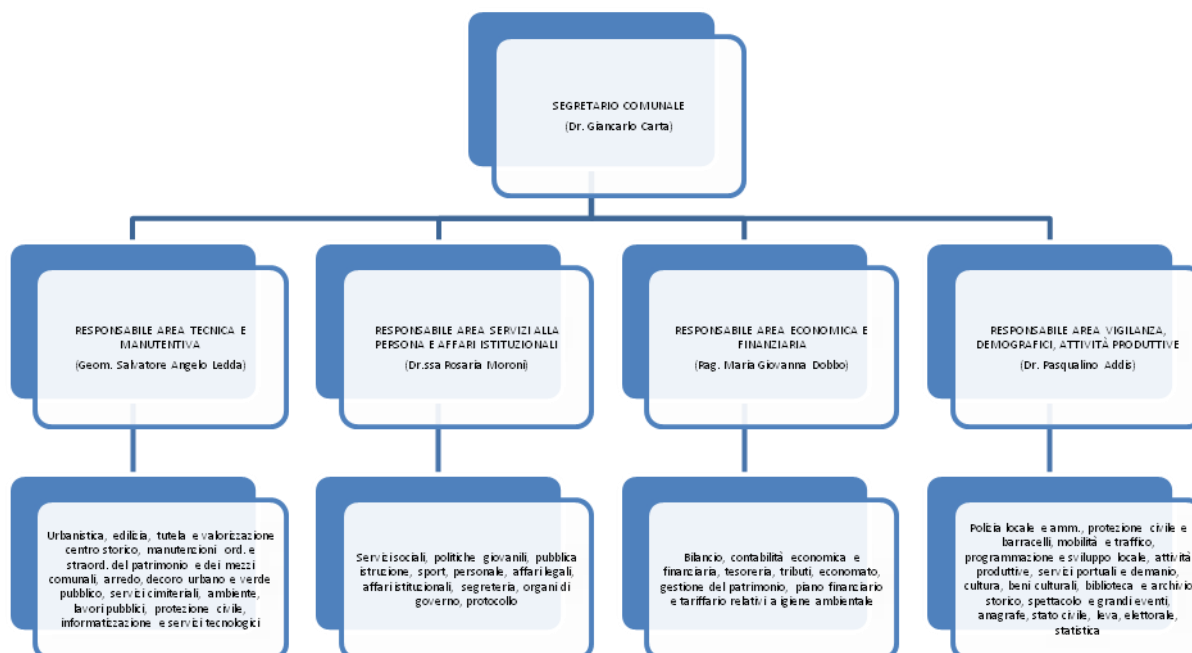 SEGRETARIO COMUNALE
(Dr. Giancarlo Carta)
RESPONSABILE AREA TECNICA E
MANUTENTIVA
(Geom. Salvatore Angelo Ledda)
RESPONSABILE AREA SERVIZI ALLA
PERSONA E AFFARI ISTITUZIONALI
(Dr.ssa Rosaria Moroni)
RESPONSABILE AREA ECONOMICA E
FINANZIARIA
(Rag. Maria Giovanna Dobbo)
RESPONSABILE AREA VIGILANZA,
DEMOGRAFICI, ATTIVITÀ PRODUTTIVE
(Dr. Pasqualino Addis)
Urbanistica, edilizia, tutela e valorizzazione
centro storico, manutenzioni ord. e
straord. del patrimonio e dei mezzi
comunali, arredo, decoro urbano e verde
pubblico, servizi cimiteriali, ambiente,
lavori pubblici, protezione civile,
informatizzazione e servizi tecnologici
Servizi sociali, politiche giovanili, pubblica
istruzione, sport, personale, affari legali,
affari istituzionali, segreteria, organi di
governo, protocollo
Bilancio, contabilità economica e
finanziaria, tesoreria, tributi, economato,
gestione del patrimonio, piano finanziario
e tariffario relativi a igiene ambientale
Polizia locale e amm., protezione civile e
barracelli, mobilità e traffico,
programmazione e sviluppo locale, attività
produttive, servizi portuali e demanio,
cultura, beni culturali, biblioteca e archivio
storico, spettacolo e grandi eventi,
anagrafe, stato civile, leva, elettorale,
statistica